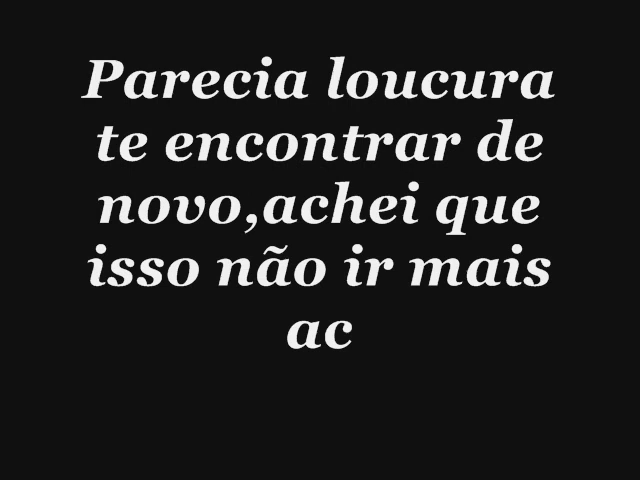 Parecia loucura
te encontrar de
novo,achei que
isso não ir mais
ac